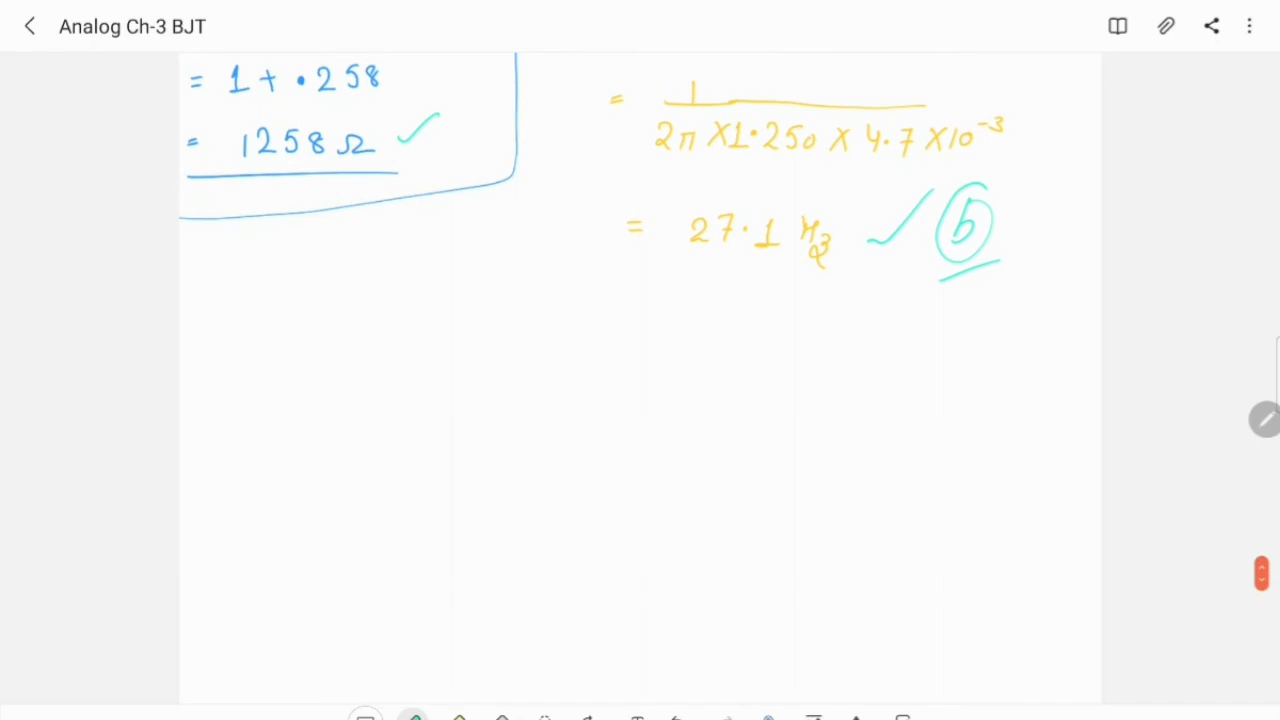 Analog Ch-3 BJT
= 1 + .258
= 1258 Ω
= 1 / 2π × 1.250 × 4.7 × 10⁻³
= 27.1 Hz
b